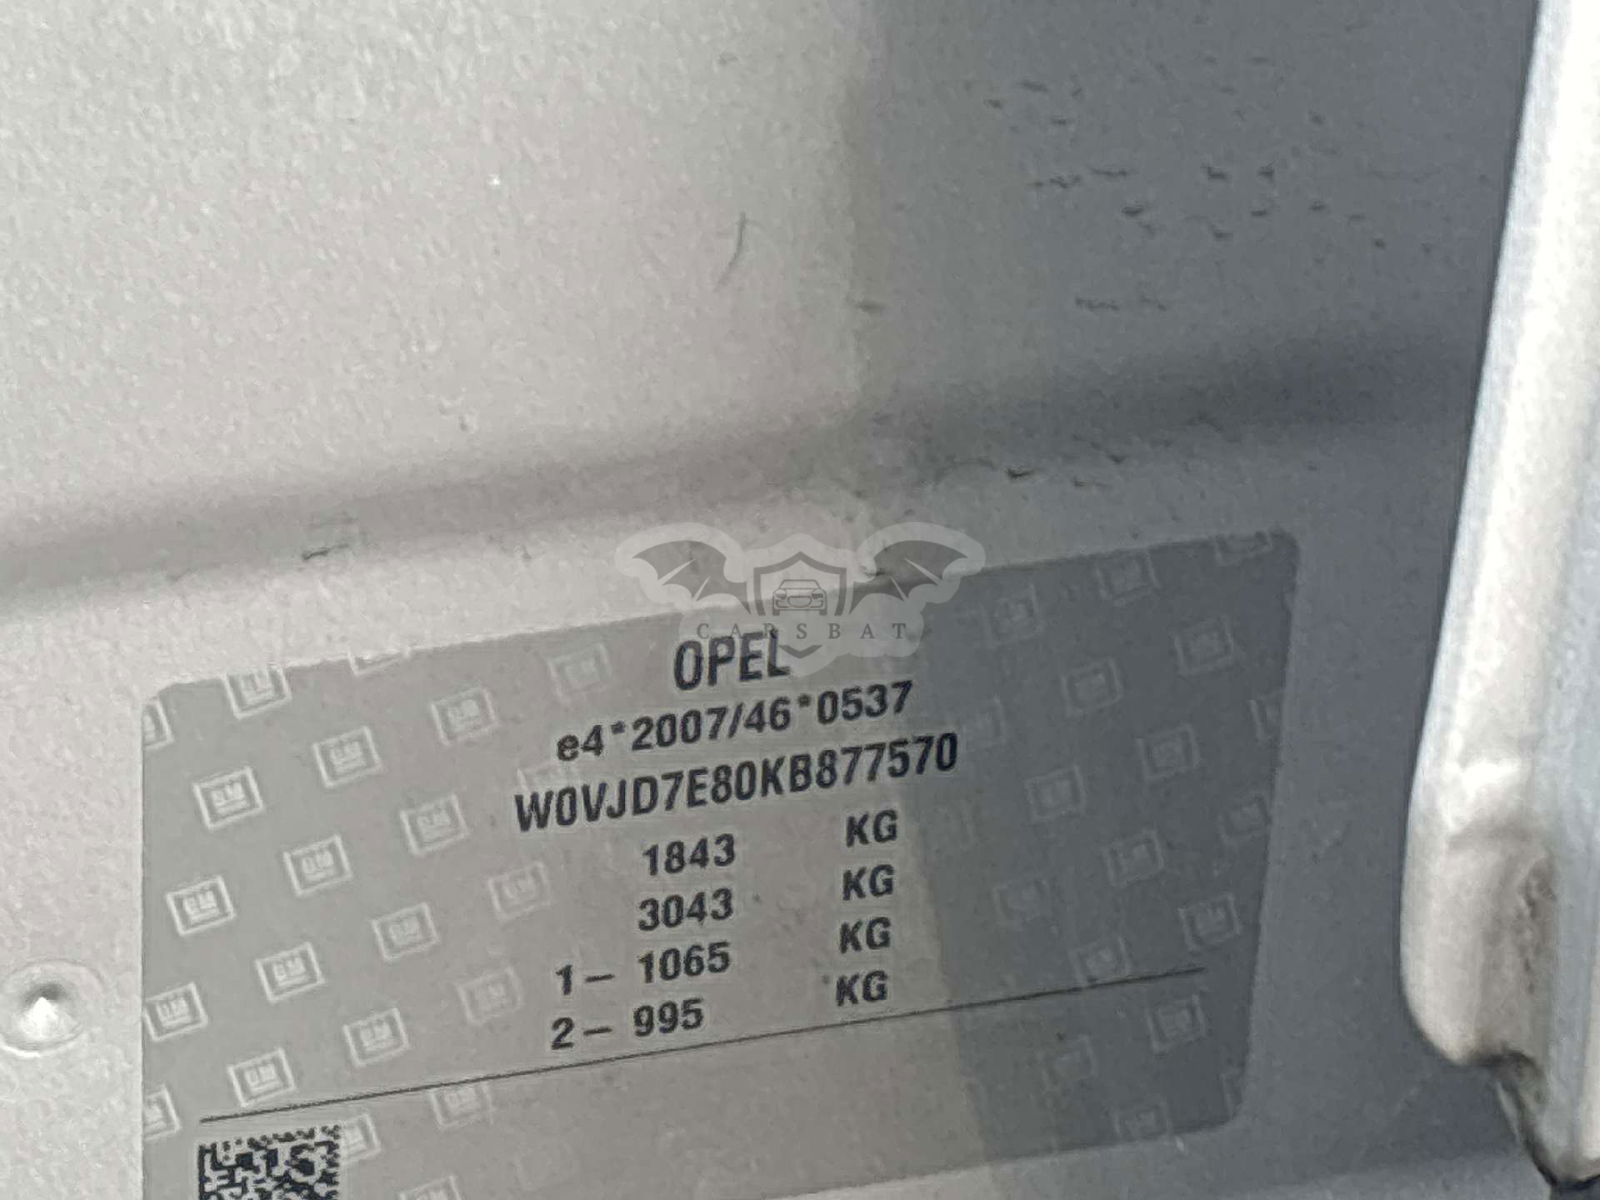 CARSBAT
OPEL
e4*2007/46*0537
W0VJD7E80KB877570
1843 KG
3043 KG
1- 1065 KG
2- 995 KG